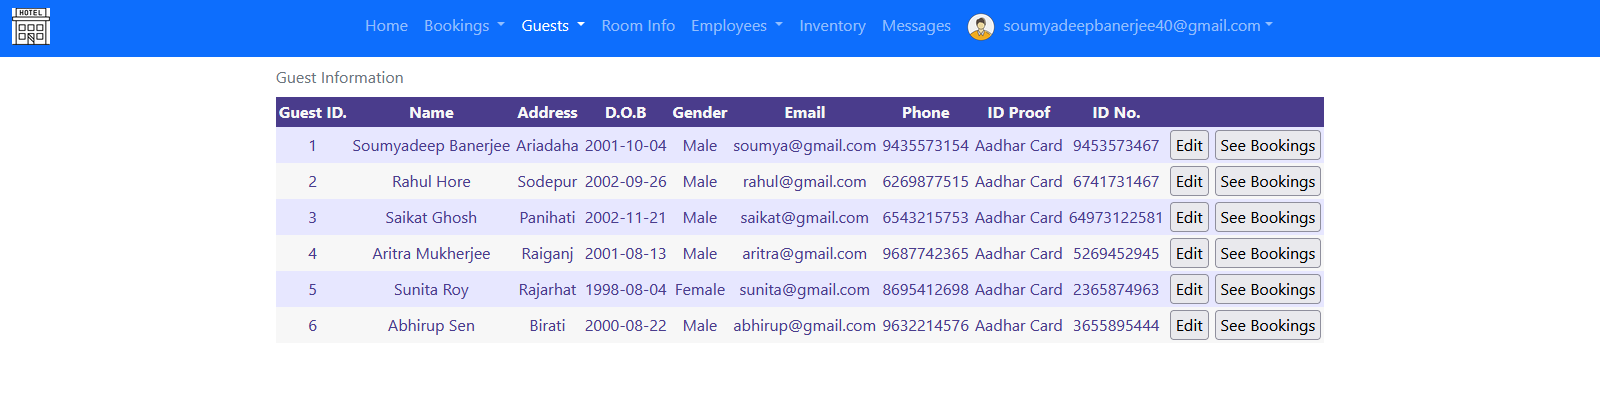 HOTEL
Home Bookings Guests Room Info Employees Inventory Messages soumyadeepbanerjee40@gmail.com
Guest Information
Guest ID. Name Address D.O.B Gender Email Phone ID Proof ID No.
1 Soumyadeep Banerjee Ariadaha 2001-10-04 Male soumya@gmail.com 9435573154 Aadhar Card 9453573467 Edit See Bookings
2 Rahul Hore Sodepur 2002-09-26 Male rahul@gmail.com 6269877515 Aadhar Card 6741731467 Edit See Bookings
3 Saikat Ghosh Panihati 2002-11-21 Male saikat@gmail.com 6543215753 Aadhar Card 64973122581 Edit See Bookings
4 Aritra Mukherjee Raiganj 2001-08-13 Male aritra@gmail.com 9687742365 Aadhar Card 5269452945 Edit See Bookings
5 Sunita Roy Rajarhat 1998-08-04 Female sunita@gmail.com 8695412698 Aadhar Card 2365874963 Edit See Bookings
6 Abhirup Sen Birati 2000-08-22 Male abhirup@gmail.com 9632214576 Aadhar Card 3655895444 Edit See Bookings